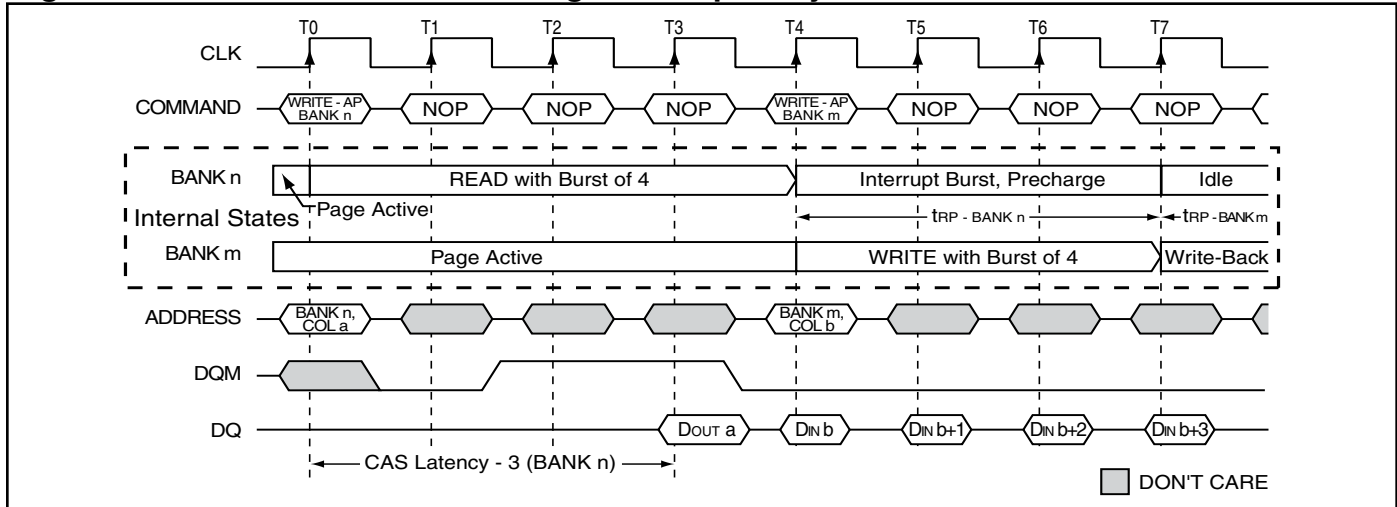 T0 T1 T2 T3 T4 T5 T6 T7
CLK
COMMAND WRITE - AP BANK n NOP NOP NOP WRITE - AP BANK m NOP NOP NOP
BANK n READ with Burst of 4 Interrupt Burst, Precharge Idle
Internal States Page Active tRP - BANK n tRP - BANK m
BANK m Page Active WRITE with Burst of 4 Write-Back
ADDRESS BANK n, COL a BANK m, COL b
DQM
DQ DOUT a DIN b DIN b+1 DIN b+2 DIN b+3
CAS Latency - 3 (BANK n)
DON'T CARE